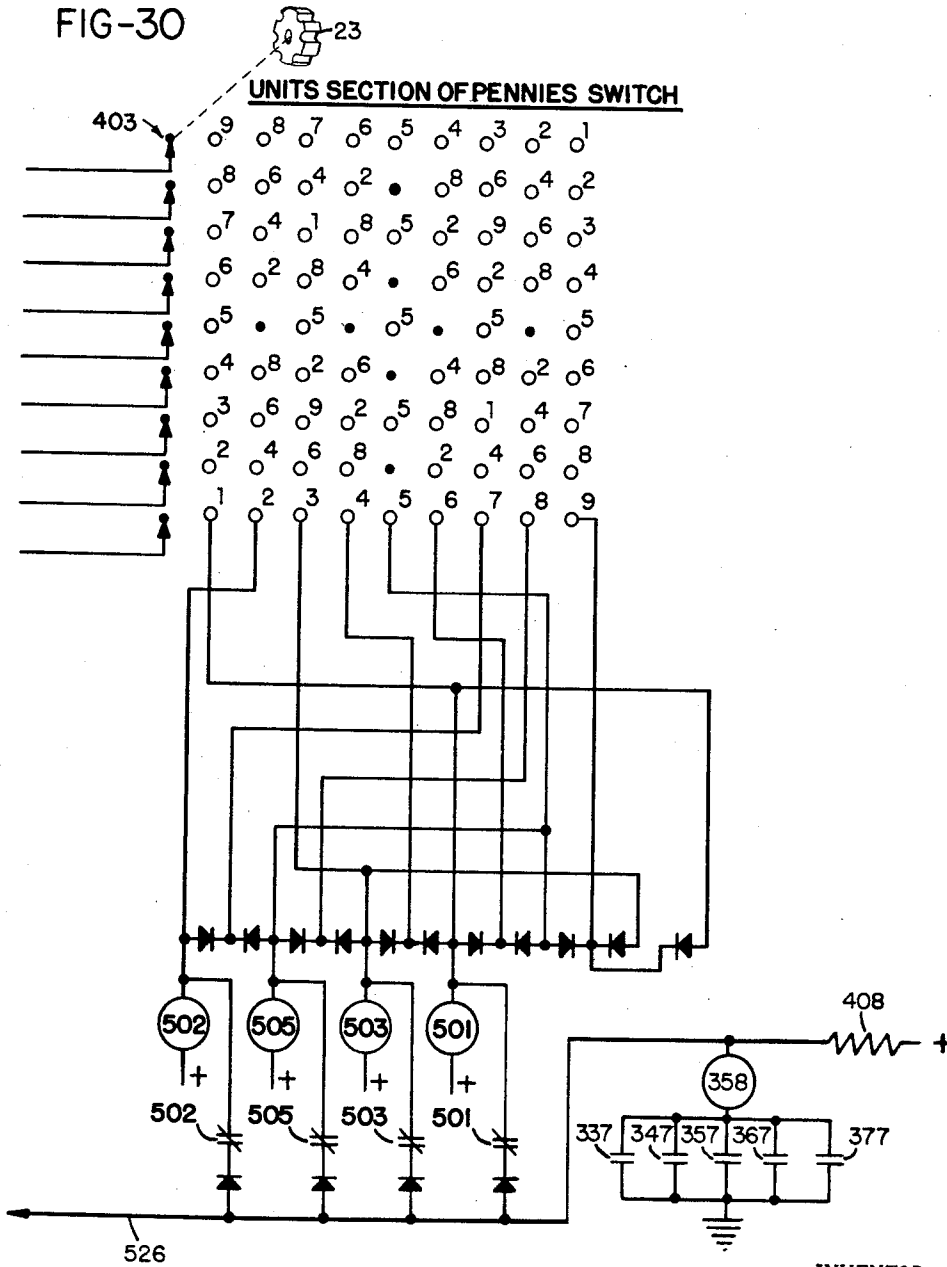 FIG-30
23
UNITS SECTION OF PENNIES SWITCH
403
9 8 7 6 5 4 3 2 1
8 6 4 2 8 6 4 2
7 4 1 8 5 2 9 6 3
6 2 8 4 6 2 8 4
5 5 5 5 5
4 8 2 6 4 8 2 6
3 6 9 2 5 8 1 4 7
2 4 6 8 2 4 6 8
1 2 3 4 5 6 7 8 9
408
+
502 505 503 501
358
+ + + +
502 505 503 501
337 347 357 367 377
526